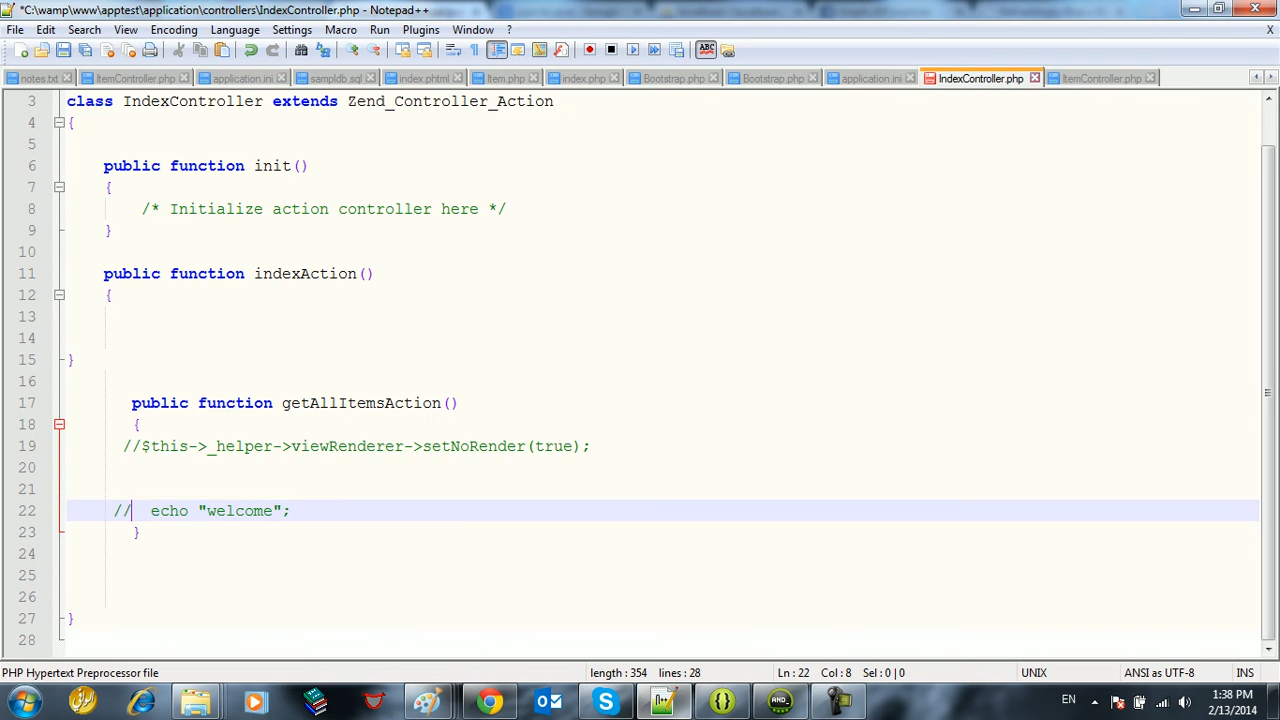 *C:\wamp\www\apptest\application\controllers\IndexController.php - Notepad++
File Edit Search View Encoding Language Settings Macro Run Plugins Window ? X
notes.txt ItemController.php application.ini sampldb.sql index.phtml Item.php index.php Bootstrap.php Bootstrap.php application.ini IndexController.php ItemController.php
3 class IndexController extends Zend_Controller_Action
4 {
5
6 public function init()
7 {
8 /* Initialize action controller here */
9 }
10
11 public function indexAction()
12 {
13
14
15 }
16
17 public function getAllItemsAction()
18 {
19 //$this->_helper->viewRenderer->setNoRender(true);
20
21
22 // echo "welcome";
23 }
24
25
26
27 }
28
PHP Hypertext Preprocessor file length : 354 lines : 28 Ln : 22 Col : 8 Sel : 0 | 0 UNIX ANSI as UTF-8 INS
EN 1:38 PM
2/13/2014